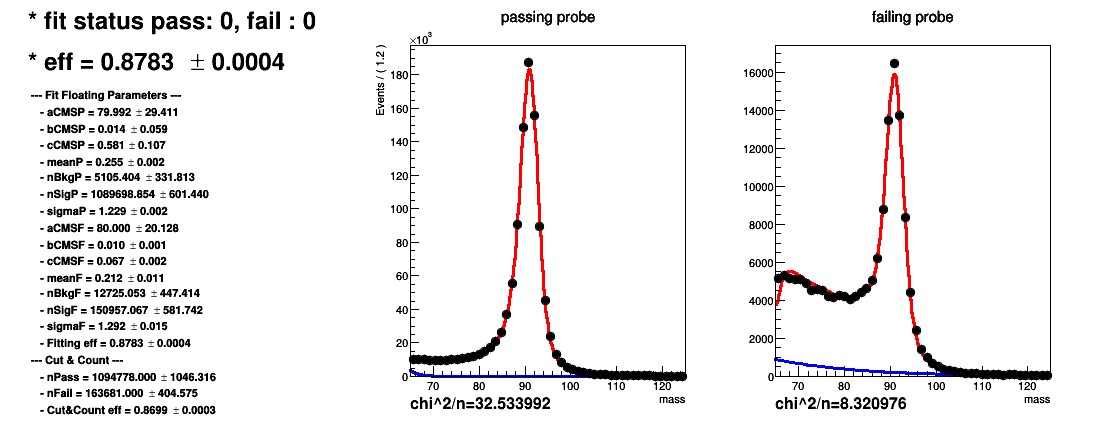 * fit status pass: 0, fail : 0
* eff = 0.8783 ± 0.0004
--- Fit Floating Parameters ---
- aCMSP = 79.992 ± 29.411
- bCMSP = 0.014 ± 0.059
- cCMSP = 0.581 ± 0.107
- meanP = 0.255 ± 0.002
- nBkgP = 5105.404 ± 331.813
- nSigP = 1089698.854 ± 601.440
- sigmaP = 1.229 ± 0.002
- aCMSF = 80.000 ± 20.128
- bCMSF = 0.010 ± 0.001
- cCMSF = 0.067 ± 0.002
- meanF = 0.212 ± 0.011
- nBkgF = 12725.053 ± 447.414
- nSigF = 150957.067 ± 581.742
- sigmaF = 1.292 ± 0.015
- Fitting eff = 0.8783 ± 0.0004
--- Cut & Count ---
- nPass = 1094778.000 ± 1046.316
- nFail = 163681.000 ± 404.575
- Cut&Count eff = 0.8699 ± 0.0003
passing probe
×10³
Events / ( 1.2 )
180
160
140
120
100
80
60
40
20
0
70 80 90 100 110 120
mass
chi^2/n=32.533992
failing probe
16000
14000
12000
10000
8000
6000
4000
2000
0
70 80 90 100 110 120
mass
chi^2/n=8.320976